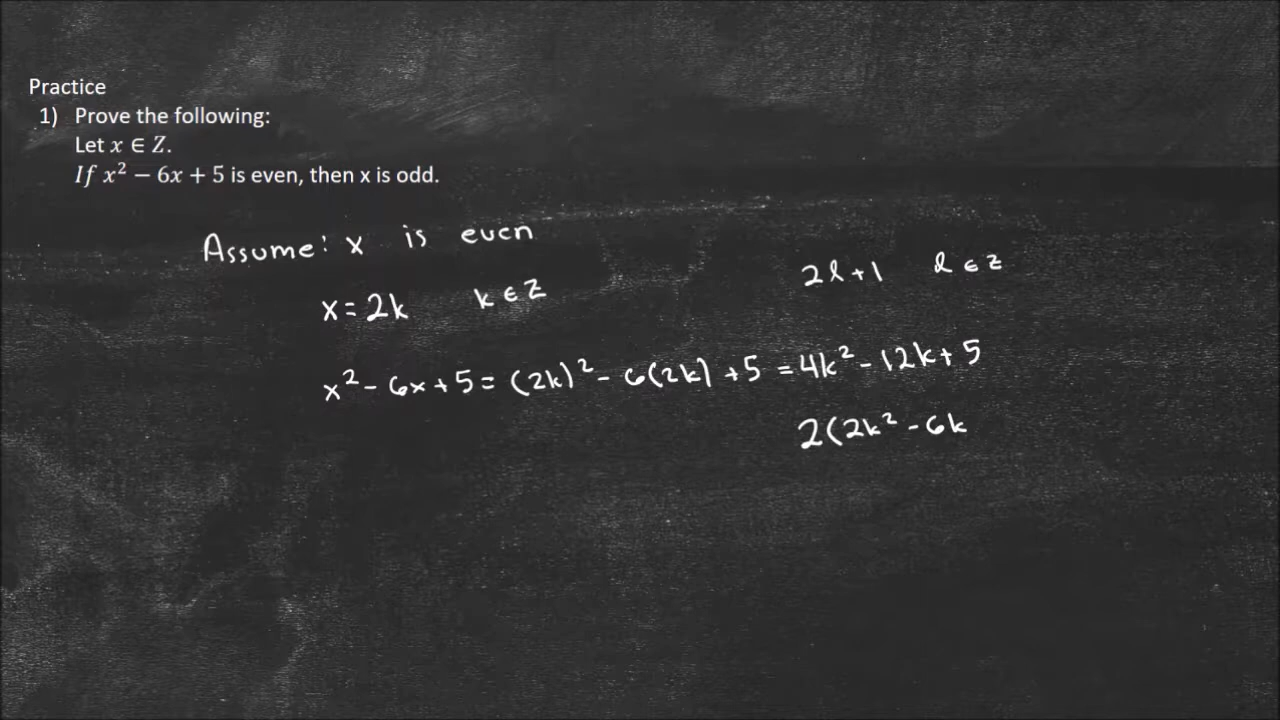 Practice
1) Prove the following:
Let x ∈ Z.
If x² − 6x + 5 is even, then x is odd.
Assume: x is even
x = 2k k ∈ Z 2l + 1 l ∈ Z
x² - 6x + 5 = (2k)² - 6(2k) + 5 = 4k² - 12k + 5
2(2k² - 6k